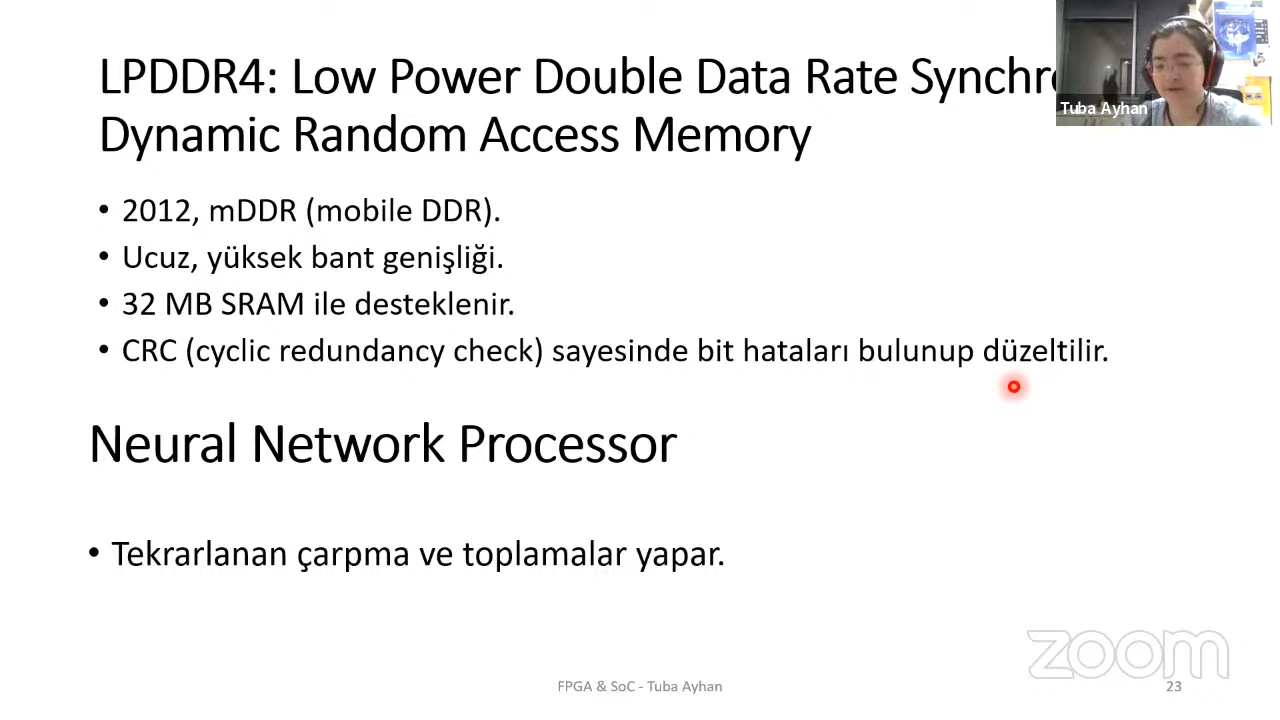 LPDDR4: Low Power Double Data Rate Synchro
Dynamic Random Access Memory
Tuba Ayhan
• 2012, mDDR (mobile DDR).
• Ucuz, yüksek bant genişliği.
• 32 MB SRAM ile desteklenir.
• CRC (cyclic redundancy check) sayesinde bit hataları bulunup düzeltilir.
Neural Network Processor
• Tekrarlanan çarpma ve toplamalar yapar.
zoom
FPGA & SoC - Tuba Ayhan
23